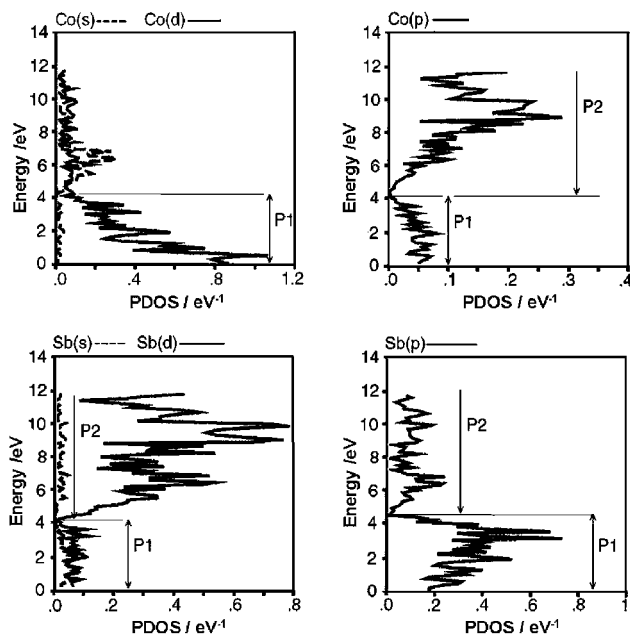 Co(s) Co(d)
14
12
10
8
6
4
2
0
Energy /eV
P1
.0 .4 .8 1.2
PDOS / eV-1
Co(p)
14
12
10
8
6
4
2
0
Energy /eV
P2
P1
.0 .1 .2 .3 .4
PDOS / eV-1
Sb(s) Sb(d)
14
12
10
8
6
4
2
0
Energy /eV
P2
P1
.0 .2 .4 .6 .8
PDOS / eV-1
Sb(p)
14
12
10
8
6
4
2
0
Energy /eV
P2
P1
.0 .2 .4 .6 .8 1
PDOS / eV-1